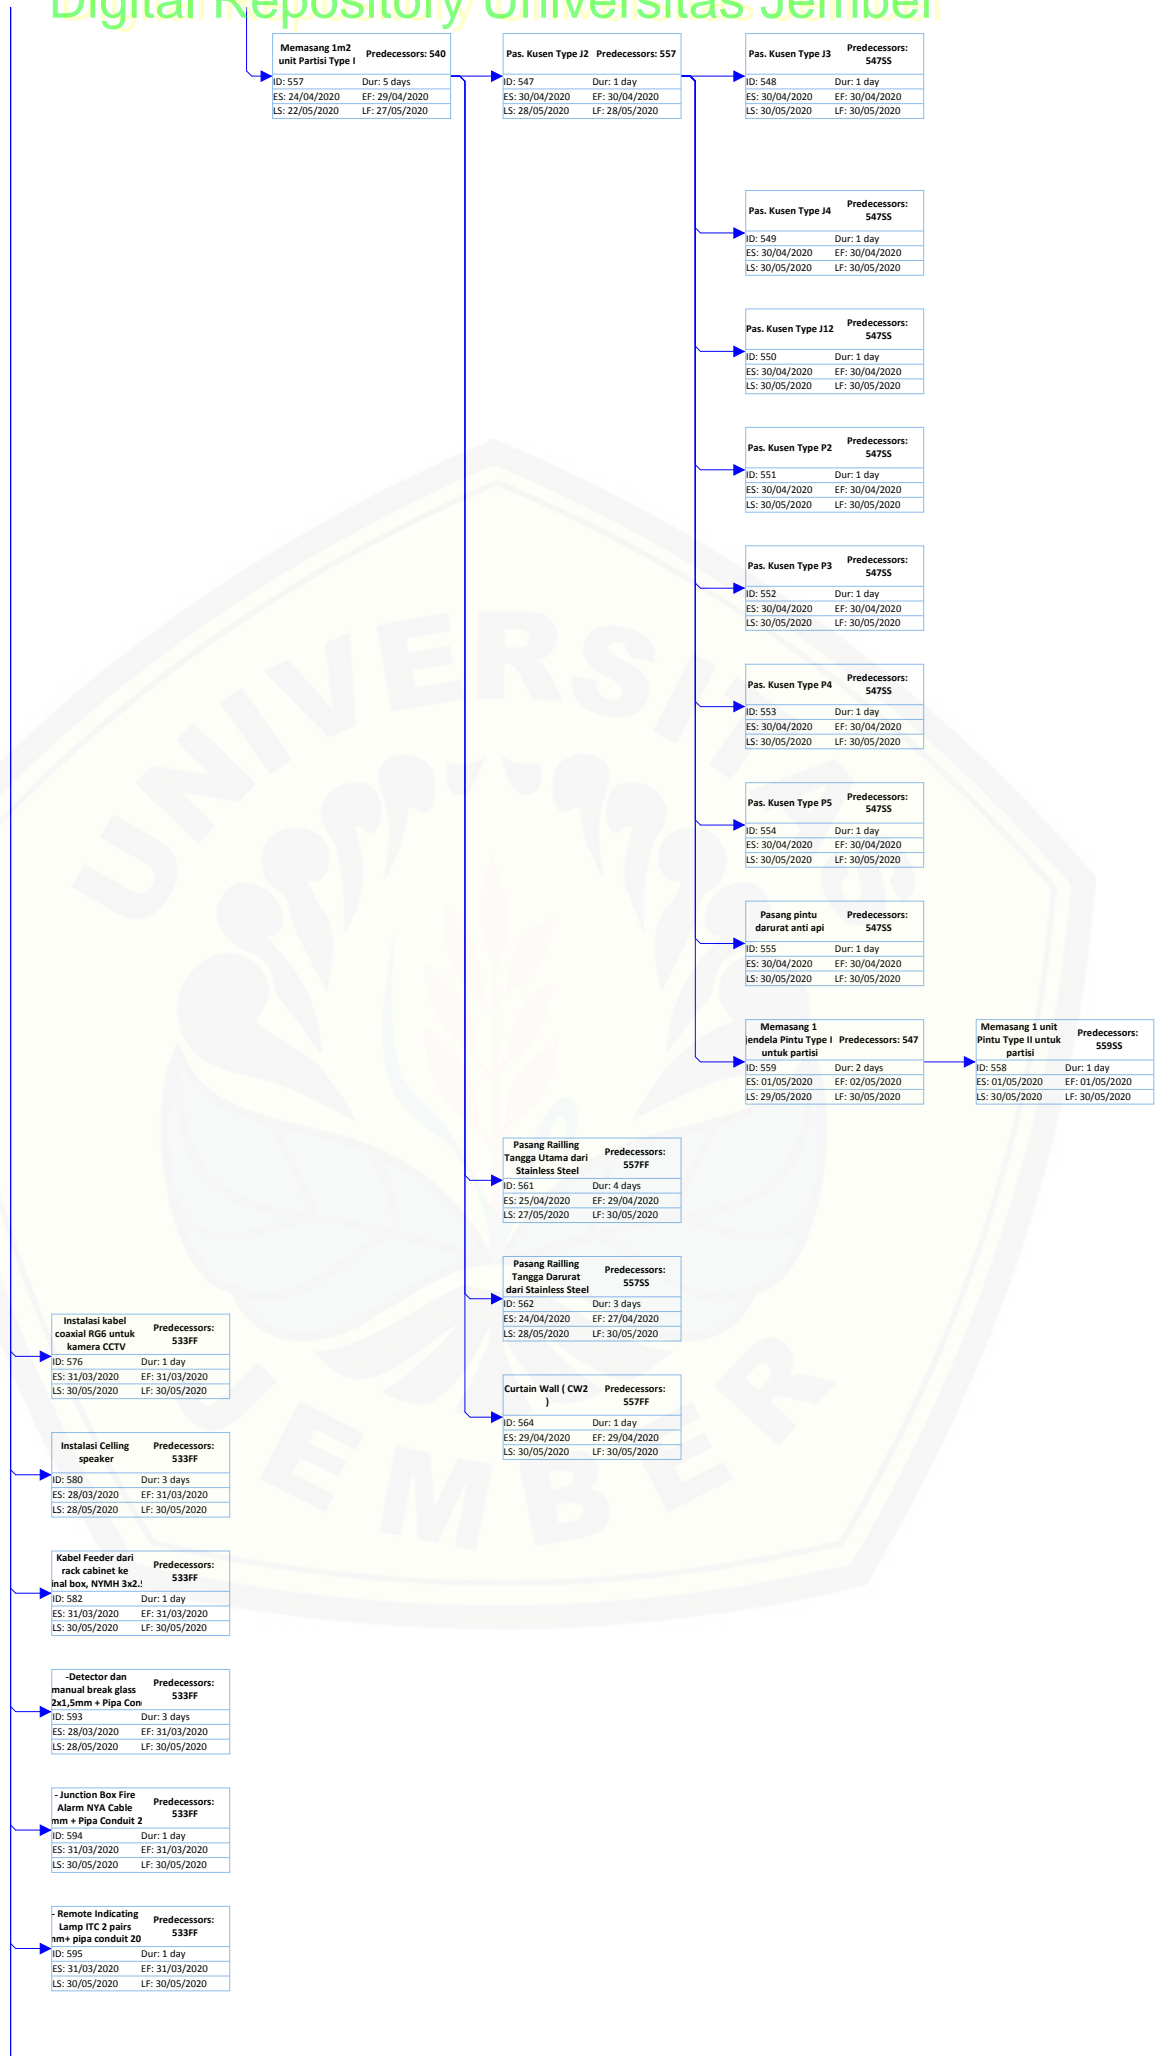 Digital Repository Universitas Jember
Memasang 1m2
unit Partisi Type I
Predecessors: 540
ID: 557 Dur: 5 days
ES: 24/04/2020 EF: 29/04/2020
LS: 22/05/2020 LF: 27/05/2020
Pas. Kusen Type J2 Predecessors: 557
ID: 547 Dur: 1 day
ES: 30/04/2020 EF: 30/04/2020
LS: 28/05/2020 LF: 28/05/2020
Pas. Kusen Type J3
Predecessors:
547SS
ID: 548 Dur: 1 day
ES: 30/04/2020 EF: 30/04/2020
LS: 30/05/2020 LF: 30/05/2020
Pas. Kusen Type J4
Predecessors:
547SS
ID: 549 Dur: 1 day
ES: 30/04/2020 EF: 30/04/2020
LS: 30/05/2020 LF: 30/05/2020
Pas. Kusen Type J12
Predecessors:
547SS
ID: 550 Dur: 1 day
ES: 30/04/2020 EF: 30/04/2020
LS: 30/05/2020 LF: 30/05/2020
Pas. Kusen Type P2
Predecessors:
547SS
ID: 551 Dur: 1 day
ES: 30/04/2020 EF: 30/04/2020
LS: 30/05/2020 LF: 30/05/2020
Pas. Kusen Type P3
Predecessors:
547SS
ID: 552 Dur: 1 day
ES: 30/04/2020 EF: 30/04/2020
LS: 30/05/2020 LF: 30/05/2020
Pas. Kusen Type P4
Predecessors:
547SS
ID: 553 Dur: 1 day
ES: 30/04/2020 EF: 30/04/2020
LS: 30/05/2020 LF: 30/05/2020
Pas. Kusen Type P5
Predecessors:
547SS
ID: 554 Dur: 1 day
ES: 30/04/2020 EF: 30/04/2020
LS: 30/05/2020 LF: 30/05/2020
Pasang pintu
darurat anti api
Predecessors:
547SS
ID: 555 Dur: 1 day
ES: 30/04/2020 EF: 30/04/2020
LS: 30/05/2020 LF: 30/05/2020
Memasang 1
jendela Pintu Type I
untuk partisi
Predecessors: 547
ID: 559 Dur: 2 days
ES: 01/05/2020 EF: 02/05/2020
LS: 29/05/2020 LF: 30/05/2020
Memasang 1 unit
Pintu Type II untuk
partisi
Predecessors:
559SS
ID: 558 Dur: 1 day
ES: 01/05/2020 EF: 01/05/2020
LS: 30/05/2020 LF: 30/05/2020
Pasang Railling
Tangga Utama dari
Stainless Steel
Predecessors:
557FF
ID: 561 Dur: 4 days
ES: 25/04/2020 EF: 29/04/2020
LS: 27/05/2020 LF: 30/05/2020
Pasang Railling
Tangga Darurat
dari Stainless Steel
Predecessors:
557SS
ID: 562 Dur: 3 days
ES: 24/04/2020 EF: 27/04/2020
LS: 28/05/2020 LF: 30/05/2020
Curtain Wall ( CW2
)
Predecessors:
557FF
ID: 564 Dur: 1 day
ES: 29/04/2020 EF: 29/04/2020
LS: 30/05/2020 LF: 30/05/2020
Instalasi kabel
coaxial RG6 untuk
kamera CCTV
Predecessors:
533FF
ID: 576 Dur: 1 day
ES: 31/03/2020 EF: 31/03/2020
LS: 30/05/2020 LF: 30/05/2020
Instalasi Celling
speaker
Predecessors:
533FF
ID: 580 Dur: 3 days
ES: 28/03/2020 EF: 31/03/2020
LS: 28/05/2020 LF: 30/05/2020
Kabel Feeder dari
rack cabinet ke
inal box, NYMH 3x2.5
Predecessors:
533FF
ID: 582 Dur: 1 day
ES: 31/03/2020 EF: 31/03/2020
LS: 30/05/2020 LF: 30/05/2020
-Detector dan
manual break glass
2x1,5mm + Pipa Con
Predecessors:
533FF
ID: 593 Dur: 3 days
ES: 28/03/2020 EF: 31/03/2020
LS: 28/05/2020 LF: 30/05/2020
- Junction Box Fire
Alarm NYA Cable
mm + Pipa Conduit 2
Predecessors:
533FF
ID: 594 Dur: 1 day
ES: 31/03/2020 EF: 31/03/2020
LS: 30/05/2020 LF: 30/05/2020
- Remote Indicating
Lamp ITC 2 pairs
mm+ pipa conduit 20
Predecessors:
533FF
ID: 595 Dur: 1 day
ES: 31/03/2020 EF: 31/03/2020
LS: 30/05/2020 LF: 30/05/2020
UNIVERSITAS
JEMBER